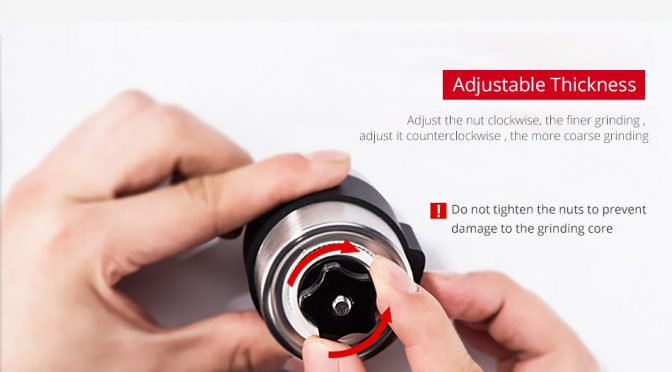 Adjustable Thickness
Adjust the nut clockwise, the finer grinding ,
adjust it counterclockwise , the more coarse grinding
! Do not tighten the nuts to prevent
damage to the grinding core